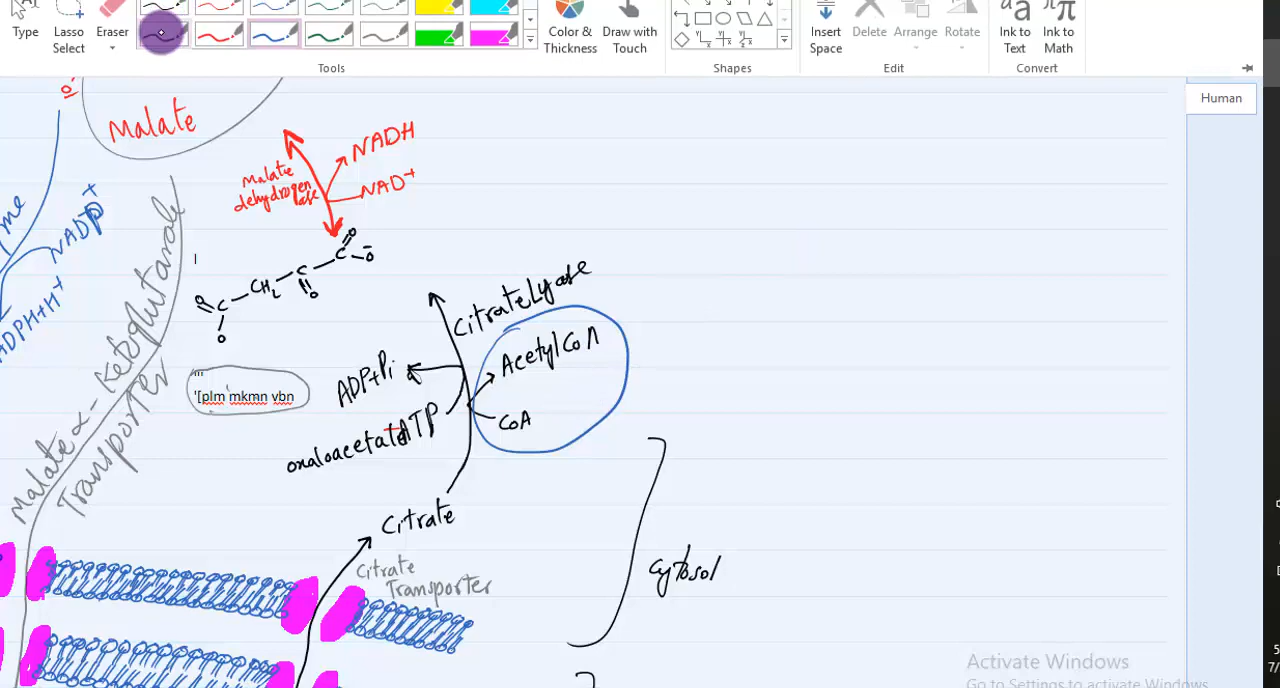 Type
Lasso
Select
Eraser
Color &
Thickness
Draw with
Touch
Insert
Space
Delete
Arrange
Rotate
Ink to
Text
Ink to
Math
Tools
Shapes
Edit
Convert
Human
Malate
NADH
Malate
dehydrogen
ase
NAD+
NADP+
ADPH+H+
Malate α-Ketoglutarate
Transporter
O
C
CH2
C
O
C
O
O
O
Citrate Lyase
Acetyl CoA
CoA
ADP+Pi
ATP
oxaloacetate
'[plm mkmn vbn
Citrate
Citrate
Transporter
Cytosol
Activate Windows
Go to Settings to activate Windows.